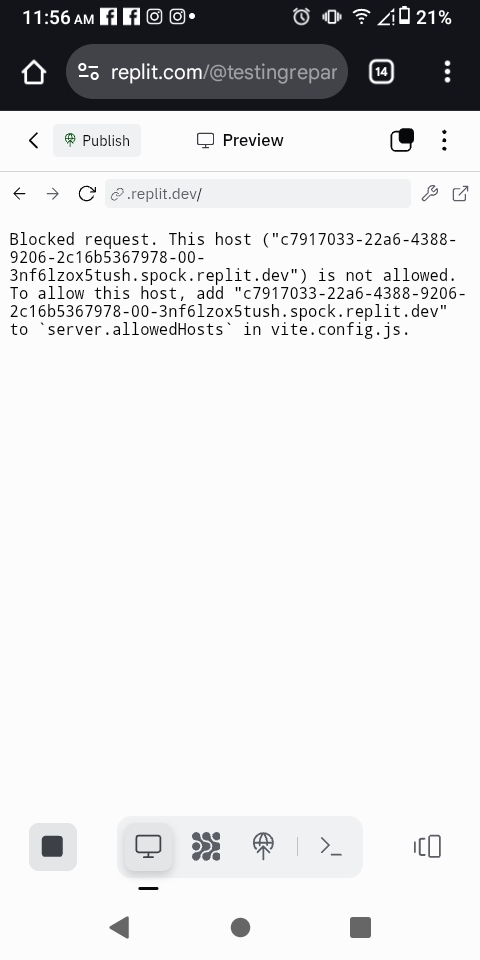 11:56 AM
21%
replit.com/@testingrepar
14
Publish
Preview
.replit.dev/
Blocked request. This host ("c7917033-22a6-4388-
9206-2c16b5367978-00-
3nf6lzox5tush.spock.replit.dev") is not allowed.
To allow this host, add "c7917033-22a6-4388-9206-
2c16b5367978-00-3nf6lzox5tush.spock.replit.dev"
to `server.allowedHosts` in vite.config.js.